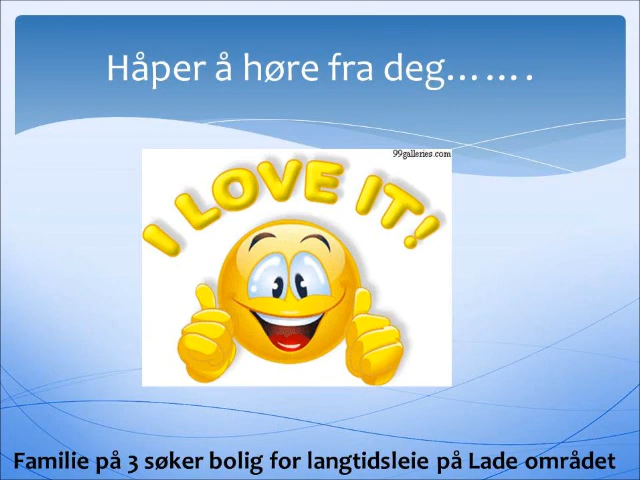 Håper å høre fra deg…….
99galleries.com
I LOVE IT!
Familie på 3 søker bolig for langtidsleie på Lade området